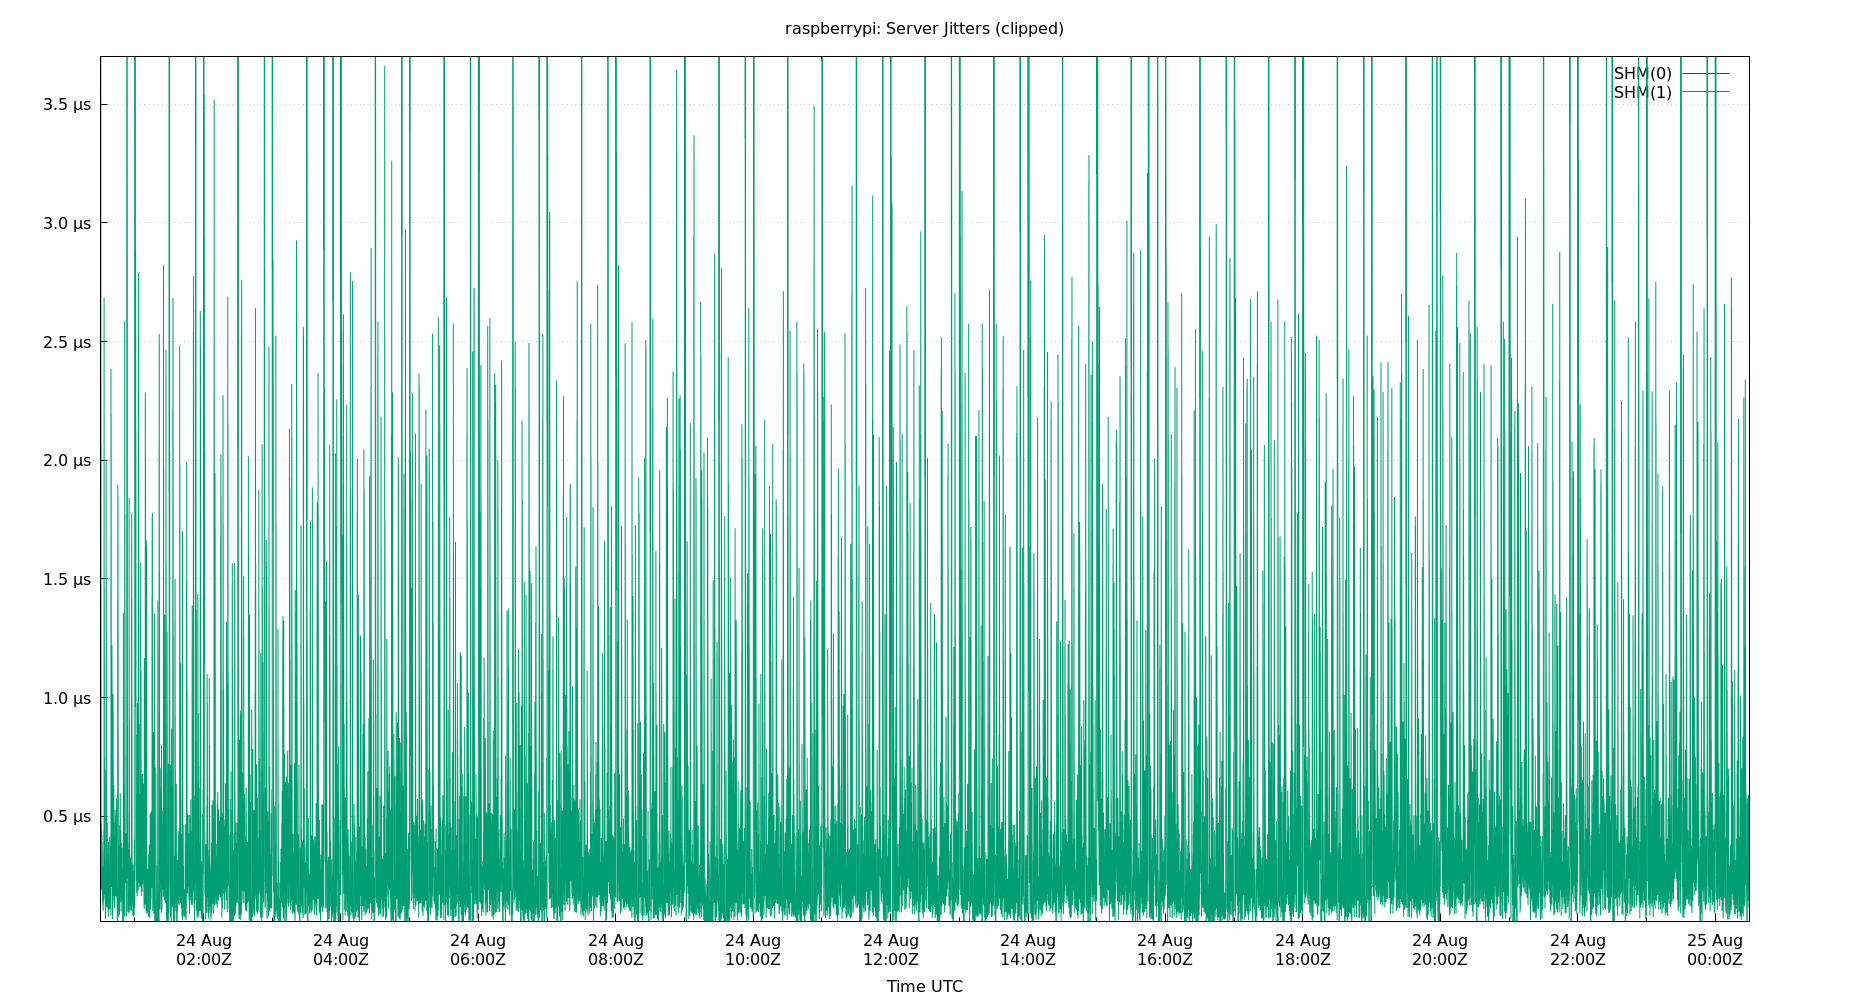 raspberrypi: Server Jitters (clipped)
SHM(0)
SHM(1)
3.5 µs
3.0 µs
2.5 µs
2.0 µs
1.5 µs
1.0 µs
0.5 µs
24 Aug 24 Aug 24 Aug 24 Aug 24 Aug 24 Aug 24 Aug 24 Aug 24 Aug 24 Aug 24 Aug 25 Aug
02:00Z 04:00Z 06:00Z 08:00Z 10:00Z 12:00Z 14:00Z 16:00Z 18:00Z 20:00Z 22:00Z 00:00Z
Time UTC